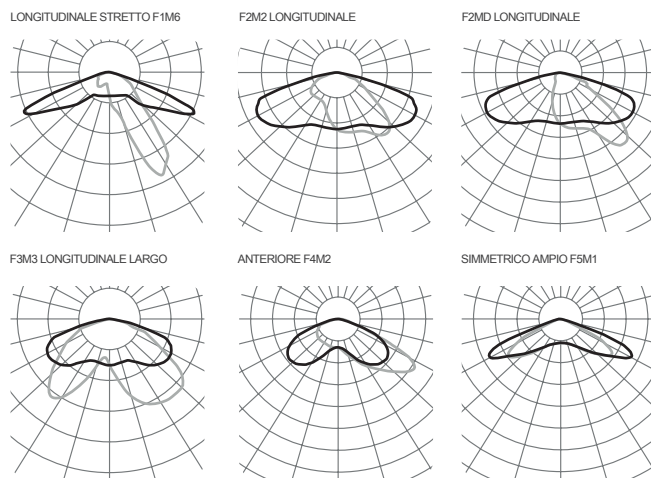 LONGITUDINALE STRETTO F1M6
F2M2 LONGITUDINALE
F2MD LONGITUDINALE
F3M3 LONGITUDINALE LARGO
ANTERIORE F4M2
SIMMETRICO AMPIO F5M1